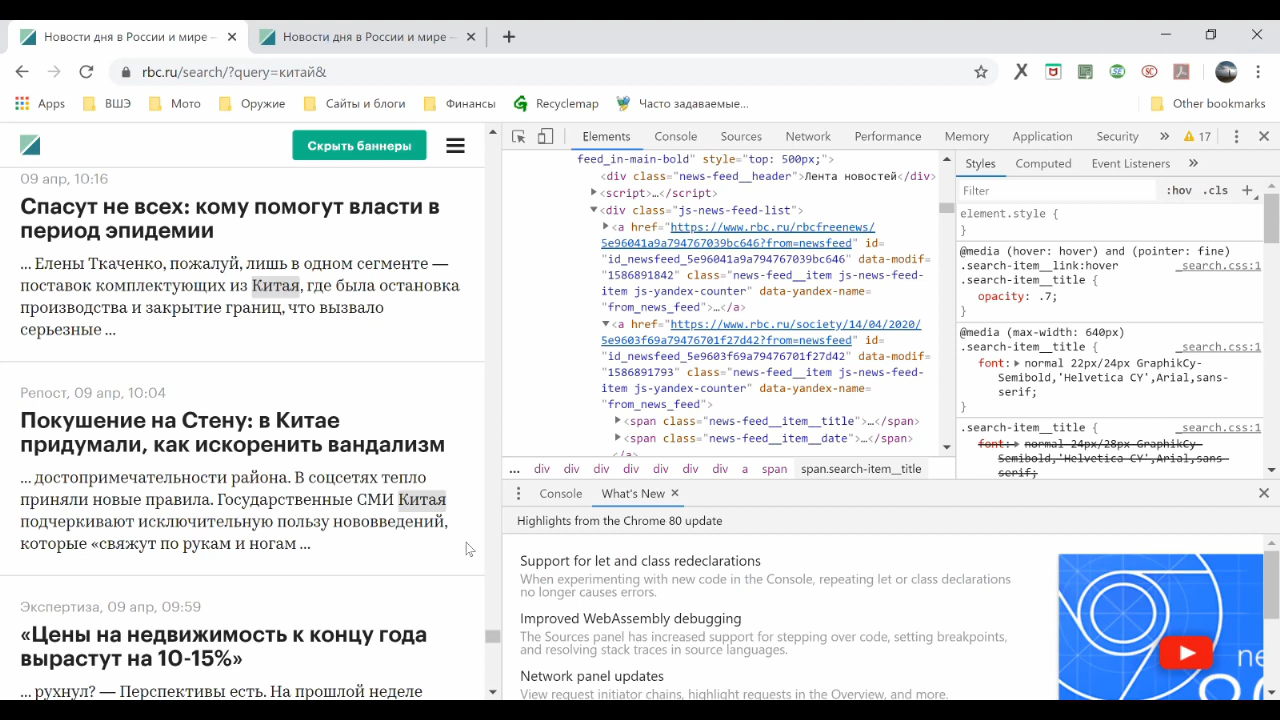 Новости дня в России и мире —
Новости дня в России и мире —
rbc.ru/search/?query=китай&
Apps
ВШЭ
Мото
Оружие
Сайты и блоги
Финансы
Recyclemap
Часто задаваемые...
Other bookmarks
Скрыть баннеры
09 апр, 10:16
Спасут не всех: кому помогут власти в
период эпидемии
... Елены Ткаченко, пожалуй, лишь в одном сегменте —
поставок комплектующих из Китая, где была остановка
производства и закрытие границ, что вызвало
серьезные ...
Репост, 09 апр, 10:04
Покушение на Стену: в Китае
придумали, как искоренить вандализм
... достопримечательности района. В соцсетях тепло
приняли новые правила. Государственные СМИ Китая
подчеркивают исключительную пользу нововведений,
которые «свяжут по рукам и ногам ...
Экспертиза, 09 апр, 09:59
«Цены на недвижимость к концу года
вырастут на 10-15%»
... рухнул? — Перспективы есть. На прошлой неделе
Elements
Console
Sources
Network
Performance
Memory
Application
Security
17
feed_in-main-bold" style="top: 500px;">
<div class="news-feed__header">Лента новостей</div>
<script>…</script>
<div class="js-news-feed-list">
<a href="https://www.rbc.ru/rbcfreenews/
5e96041a9a794767039bc646?from=newsfeed" id=
"id_newsfeed_5e96041a9a794767039bc646" data-modif=
"1586891842" class="news-feed__item js-news-feed-
item js-yandex-counter" data-yandex-name=
"from_news_feed">…</a>
<a href="https://www.rbc.ru/society/14/04/2020/
5e9603f69a79476701f27d42?from=newsfeed" id=
"id_newsfeed_5e9603f69a79476701f27d42" data-modif=
"1586891793" class="news-feed__item js-news-feed-
item js-yandex-counter" data-yandex-name=
"from_news_feed">
<span class="news-feed__item__title">…</span>
<span class="news-feed__item__date">…</span>
</a>
... div div div div div div div a span span.search-item__title
Styles
Computed
Event Listeners
Filter
:hov .cls +
element.style {
}
@media (hover: hover) and (pointer: fine)
.search-item__link:hover _search.css:1
.search-item__title {
opacity: .7;
}
@media (max-width: 640px)
.search-item__title { _search.css:1
font: normal 22px/24px GraphikCy-
Semibold,'Helvetica CY',Arial,sans-
serif;
}
.search-item__title { _search.css:1
font: normal 24px/28px GraphikCy-
Semibold,'Helvetica CY',Arial,sans-
serif;
Console
What's New
Highlights from the Chrome 80 update
Support for let and class redeclarations
When experimenting with new code in the Console, repeating let or class declarations
no longer causes errors.
Improved WebAssembly debugging
The Sources panel has increased support for stepping over code, setting breakpoints,
and resolving stack traces in source languages.
Network panel updates
View request initiator chains, highlight requests in the Overview, and more.